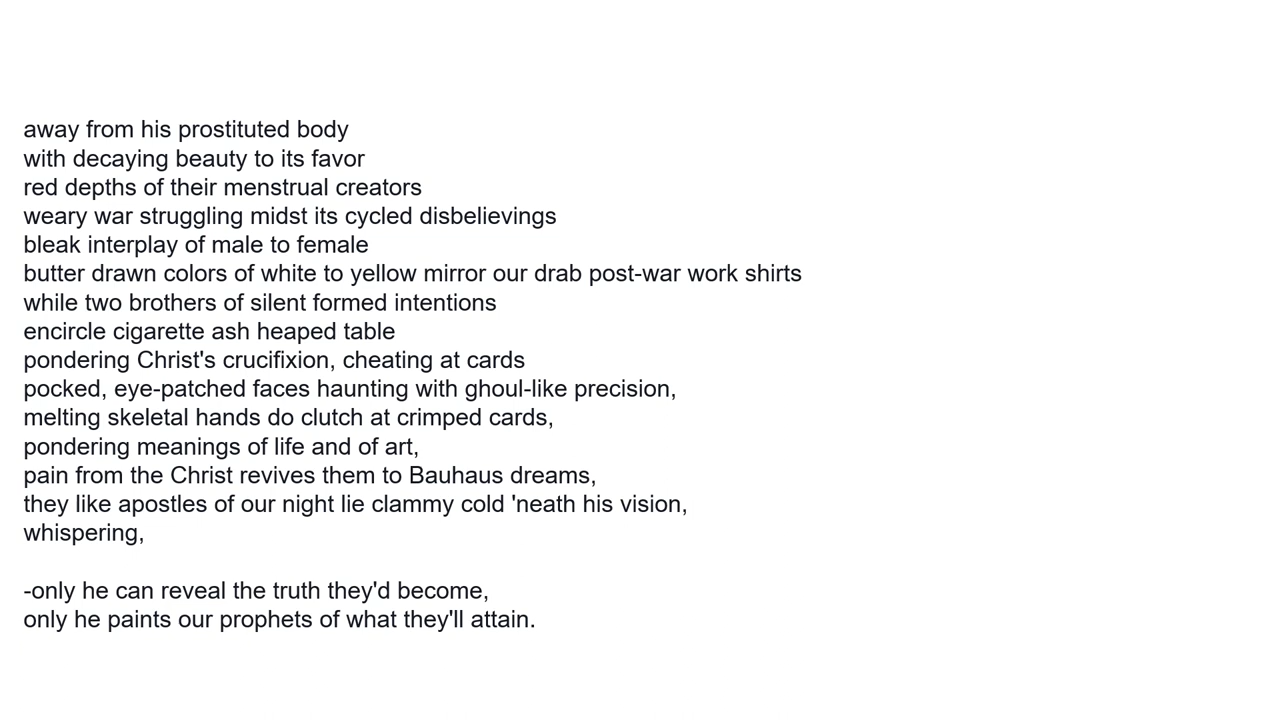 away from his prostituted body
with decaying beauty to its favor
red depths of their menstrual creators
weary war struggling midst its cycled disbelievings
bleak interplay of male to female
butter drawn colors of white to yellow mirror our drab post-war work shirts
while two brothers of silent formed intentions
encircle cigarette ash heaped table
pondering Christ's crucifixion, cheating at cards
pocked, eye-patched faces haunting with ghoul-like precision,
melting skeletal hands do clutch at crimped cards,
pondering meanings of life and of art,
pain from the Christ revives them to Bauhaus dreams,
they like apostles of our night lie clammy cold 'neath his vision,
whispering,

-only he can reveal the truth they'd become,
only he paints our prophets of what they'll attain.